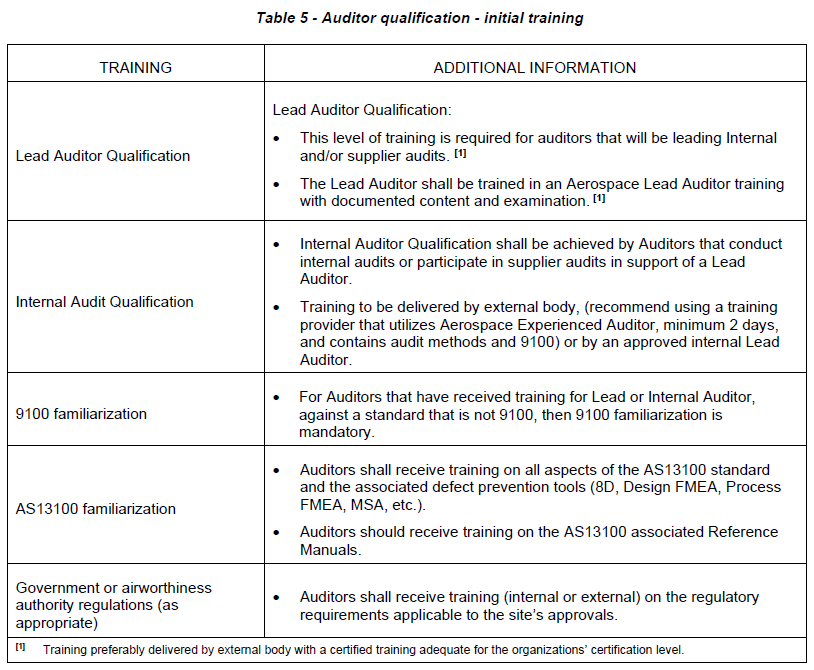 Table 5 - Auditor qualification - initial training
TRAINING
ADDITIONAL INFORMATION
Lead Auditor Qualification
Lead Auditor Qualification:
• This level of training is required for auditors that will be leading Internal
and/or supplier audits. [1]
• The Lead Auditor shall be trained in an Aerospace Lead Auditor training
with documented content and examination. [1]
Internal Audit Qualification
• Internal Auditor Qualification shall be achieved by Auditors that conduct
internal audits or participate in supplier audits in support of a Lead
Auditor.
• Training to be delivered by external body, (recommend using a training
provider that utilizes Aerospace Experienced Auditor, minimum 2 days,
and contains audit methods and 9100) or by an approved internal Lead
Auditor.
9100 familiarization
• For Auditors that have received training for Lead or Internal Auditor,
against a standard that is not 9100, then 9100 familiarization is
mandatory.
AS13100 familiarization
• Auditors shall receive training on all aspects of the AS13100 standard
and the associated defect prevention tools (8D, Design FMEA, Process
FMEA, MSA, etc.).
• Auditors should receive training on the AS13100 associated Reference
Manuals.
Government or airworthiness
authority regulations (as
appropriate)
• Auditors shall receive training (internal or external) on the regulatory
requirements applicable to the site's approvals.
[1] Training preferably delivered by external body with a certified training adequate for the organizations' certification level.